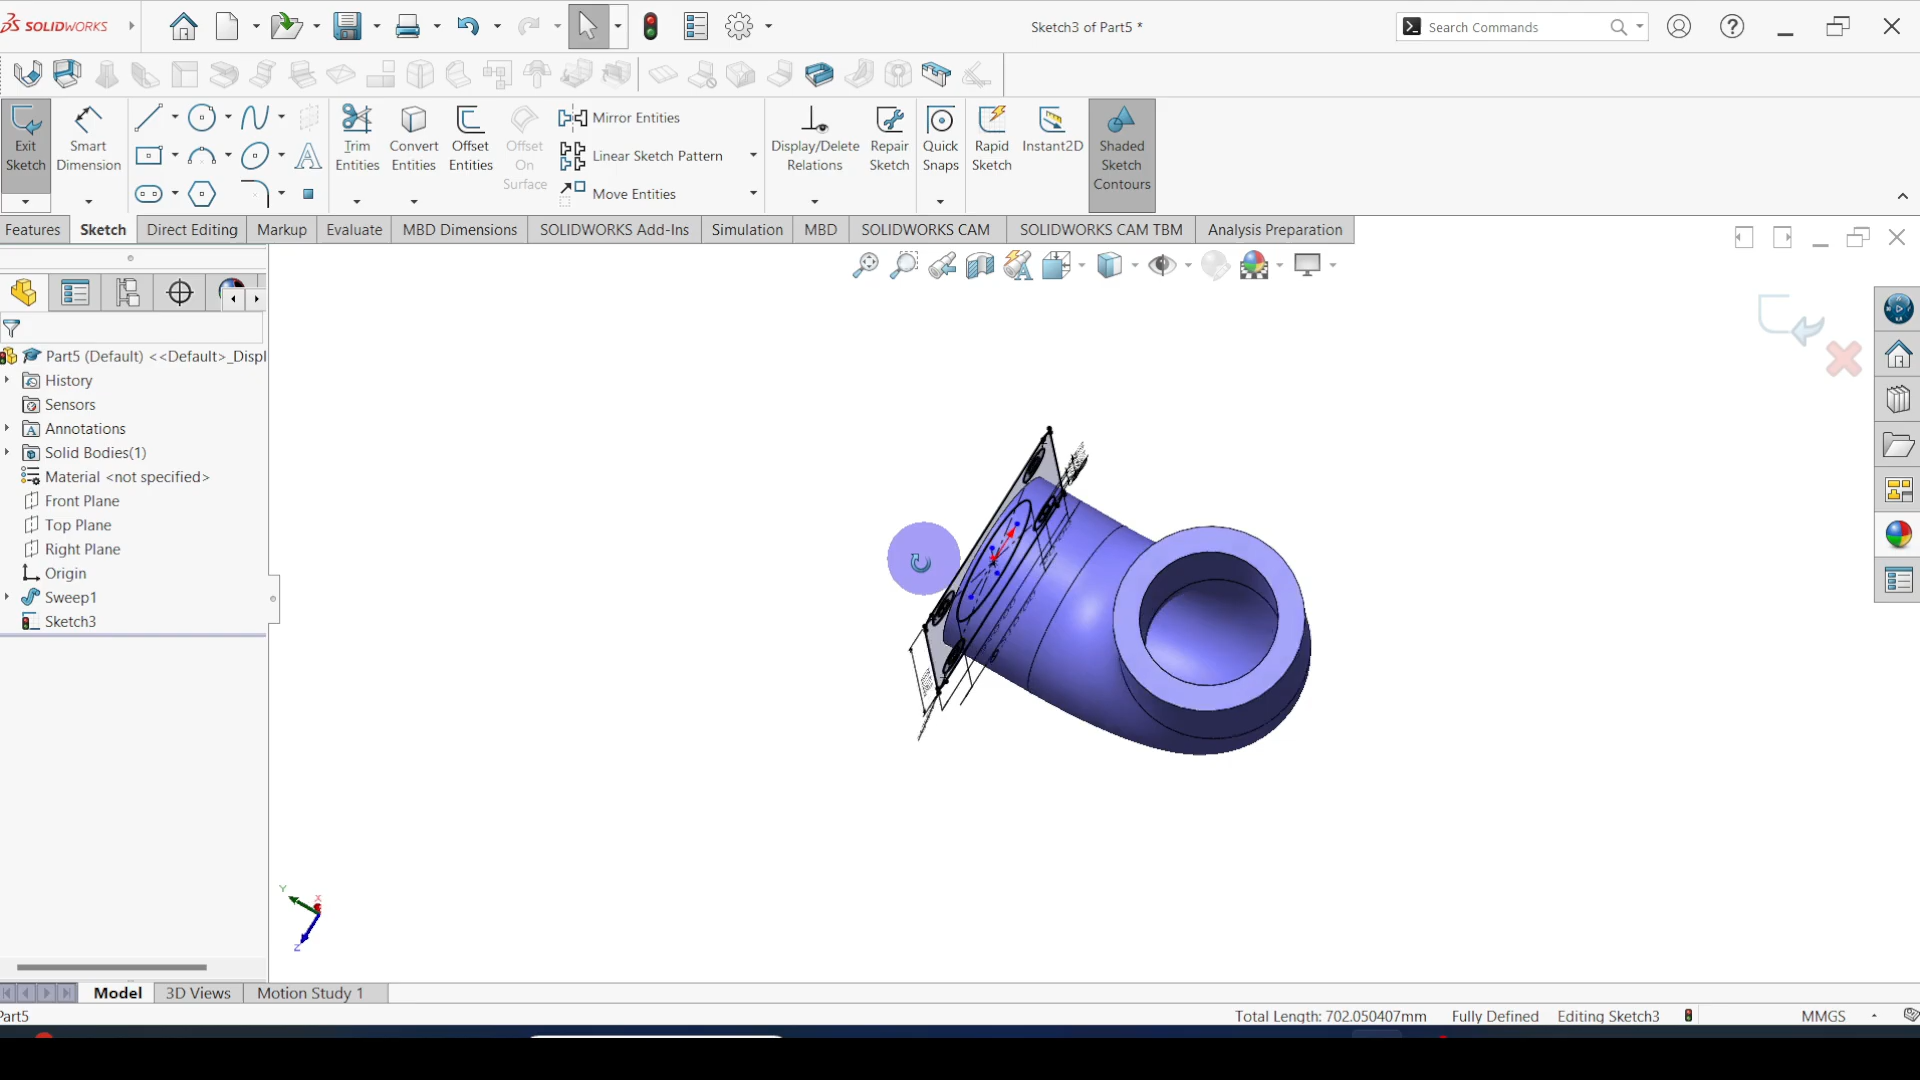 SOLIDWORKS
Sketch3 of Part5 *
Search Commands
Exit Sketch
Smart Dimension
Trim Entities
Convert Entities
Offset Entities
Offset On Surface
Mirror Entities
Linear Sketch Pattern
Move Entities
Display/Delete Relations
Repair Sketch
Quick Snaps
Rapid Sketch
Instant2D
Shaded Sketch Contours
Features
Sketch
Direct Editing
Markup
Evaluate
MBD Dimensions
SOLIDWORKS Add-Ins
Simulation
MBD
SOLIDWORKS CAM
SOLIDWORKS CAM TBM
Analysis Preparation
Part5 (Default) <<Default>_Displ
History
Sensors
Annotations
Solid Bodies(1)
Material <not specified>
Front Plane
Top Plane
Right Plane
Origin
Sweep1
Sketch3
Y
X
Z
Model
3D Views
Motion Study 1
Part5
Total Length: 702.050407mm
Fully Defined
Editing Sketch3
MMGS